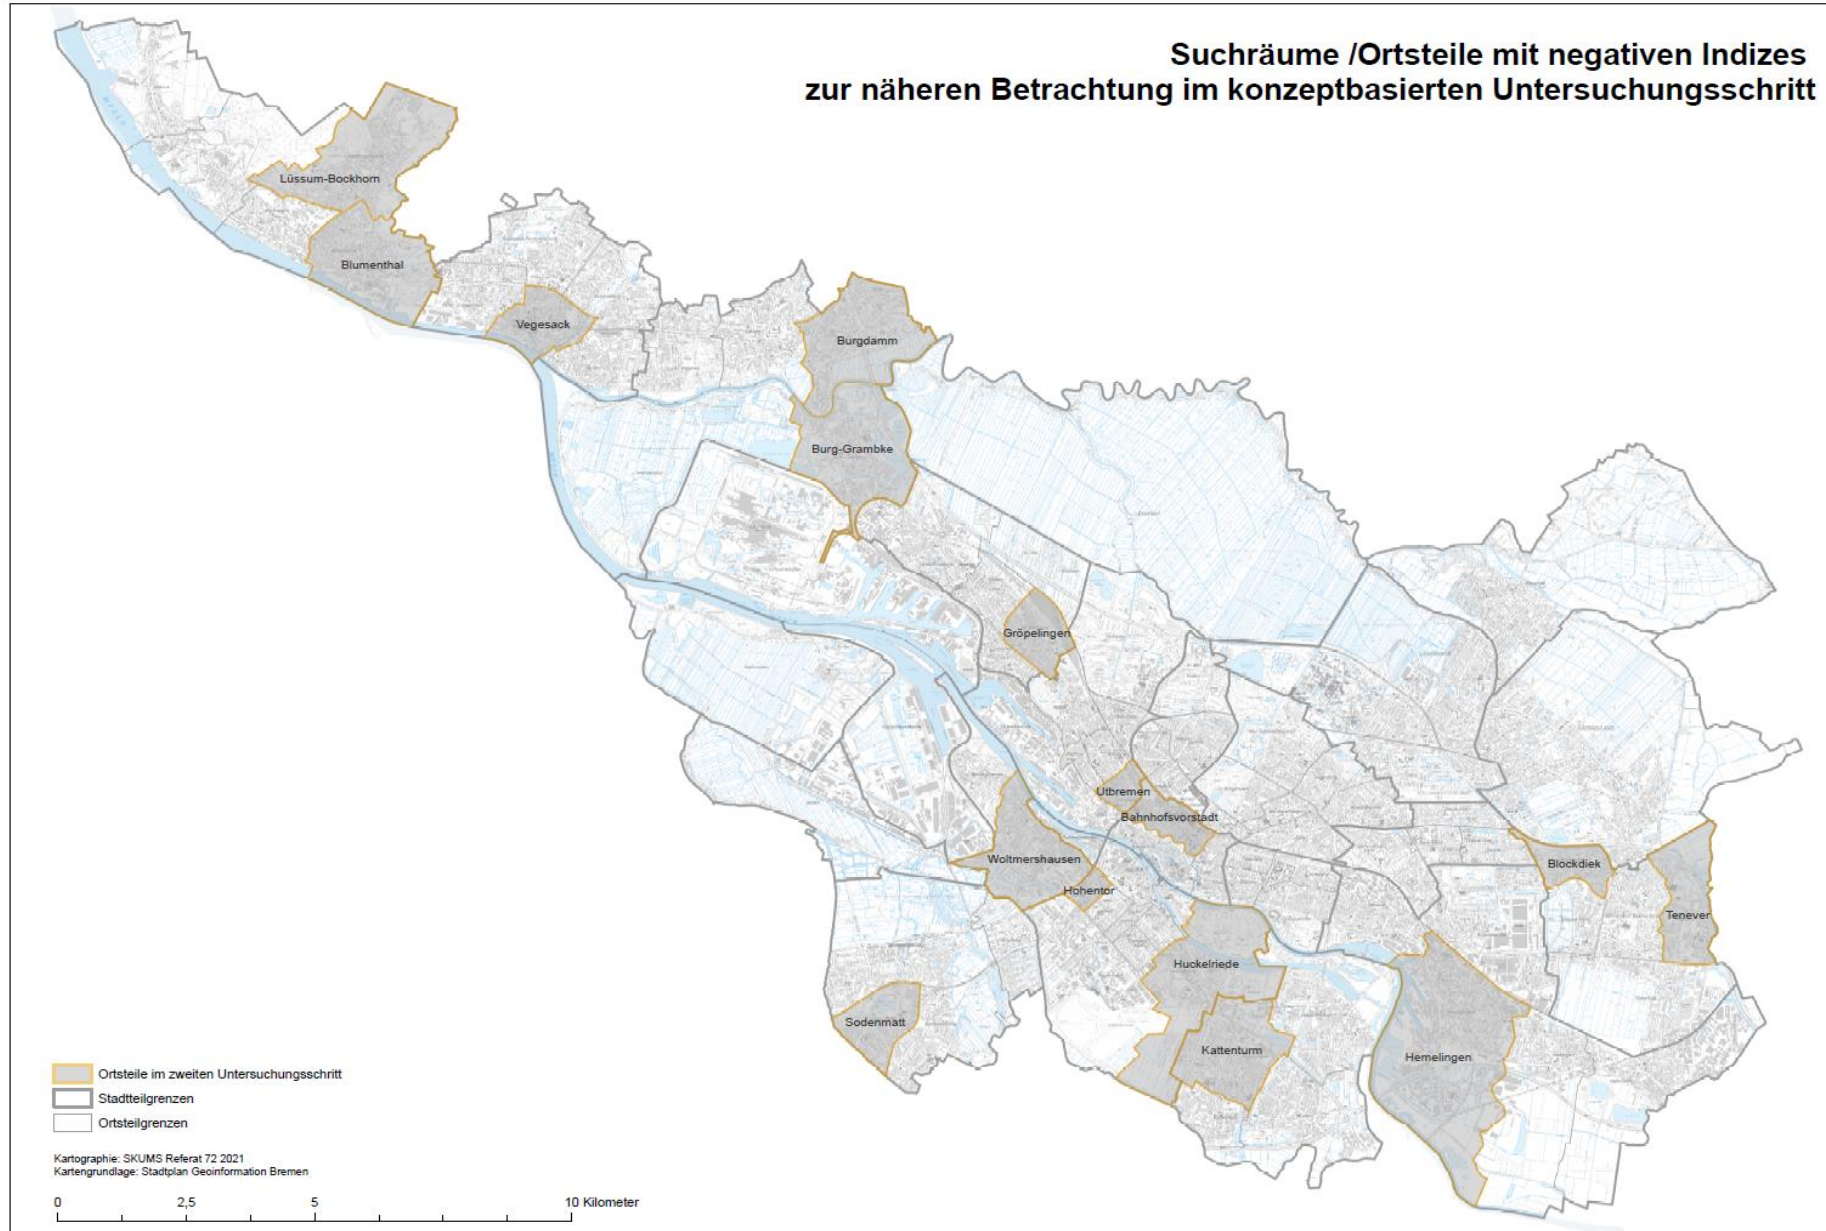 Suchräume /Ortsteile mit negativen Indizes
zur näheren Betrachtung im konzeptbasierten Untersuchungsschritt
Lüssum-Bockhorn
Blumenthal
Vegesack
Burgdamm
Burg-Grambke
Gröpelingen
Utbremen
Bahnhofsvorstadt
Woltmershausen
Hohentor
Blockdiek
Tenever
Huckelriede
Sodenmatt
Kattenturm
Hemelingen
Ortsteile im zweiten Untersuchungsschritt
Stadtteilgrenzen
Ortsteilgrenzen
Kartographie: SKUMS Referat 72 2021
Kartengrundlage: Stadtplan Geoinformation Bremen
0 2,5 5 10 Kilometer